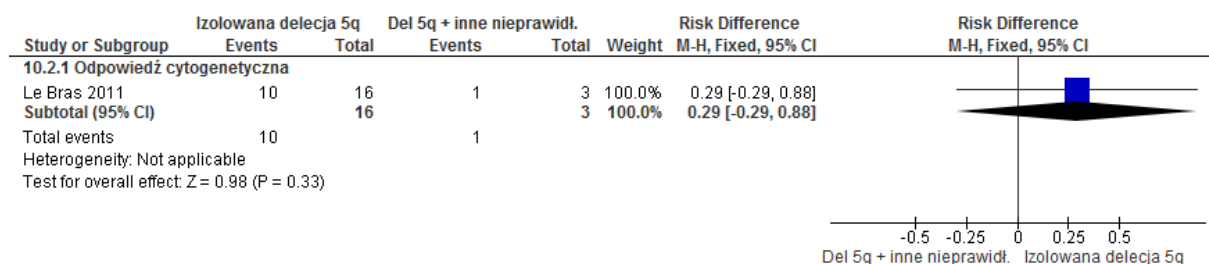 Izolowana delecja 5q Del 5q + inne nieprawidł. Risk Difference Risk Difference
Study or Subgroup Events Total Events Total Weight M-H, Fixed, 95% CI M-H, Fixed, 95% CI
10.2.1 Odpowiedź cytogenetyczna
Le Bras 2011 10 16 1 3 100.0% 0.29 [-0.29, 0.88]
Subtotal (95% CI) 16 3 100.0% 0.29 [-0.29, 0.88]
Total events 10 1
Heterogeneity: Not applicable
Test for overall effect: Z = 0.98 (P = 0.33)
-0.5 -0.25 0 0.25 0.5
Del 5q + inne nieprawidł. Izolowana delecja 5q